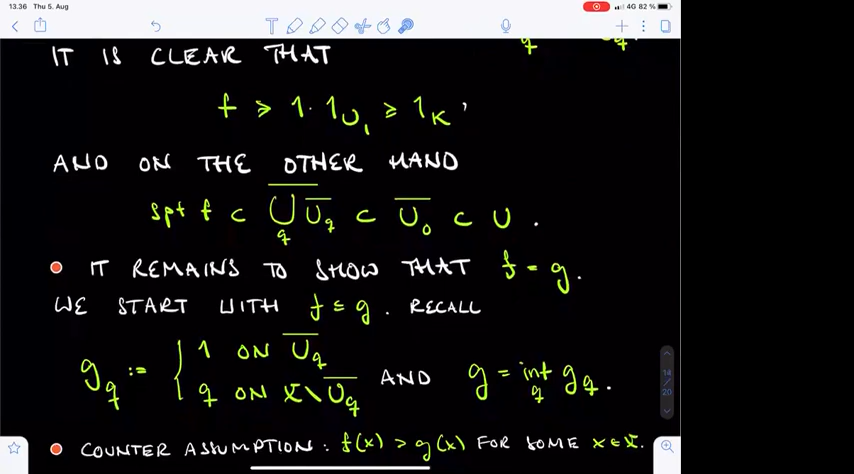 13.36 Thu 5. Aug
4G 82 %
IT IS CLEAR THAT
f ≥ 1·1_{U_1} ≥ 1_K,
AND ON THE OTHER HAND
spt f ⊂ \overline{⋃_q \overline{U_q}} ⊂ \overline{U_0} ⊂ U.
• IT REMAINS TO SHOW THAT f = g.
WE START WITH f ≤ g. RECALL
g_q := { 1 ON \overline{U_q}
q ON X∖\overline{U_q} AND g = inf_q g_q.
14/20
• COUNTER ASSUMPTION: f(x) > g(x) FOR SOME x ∈ X.